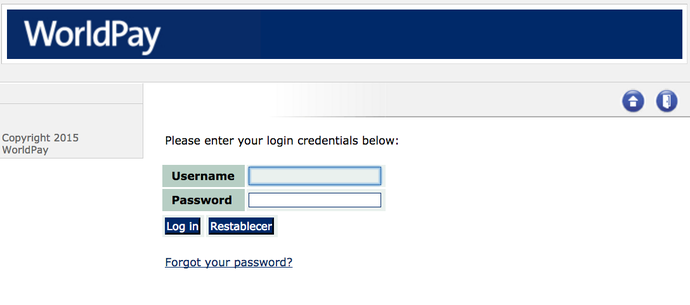 WorldPay
Copyright 2015
WorldPay
Please enter your login credentials below:
Username
Password
Log in Restablecer
Forgot your password?